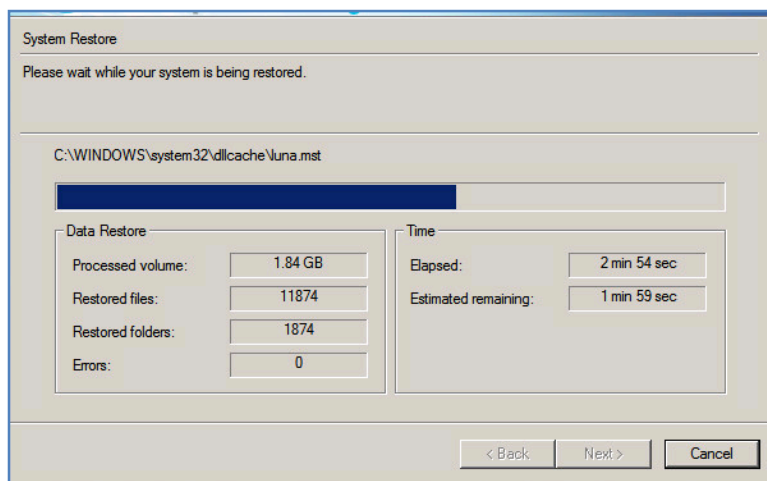 System Restore
Please wait while your system is being restored.
C:\WINDOWS\system32\dllcache\luna.mst
Data Restore
Processed volume: 1.84 GB
Restored files: 11874
Restored folders: 1874
Errors: 0
Time
Elapsed: 2 min 54 sec
Estimated remaining: 1 min 59 sec
< Back Next > Cancel